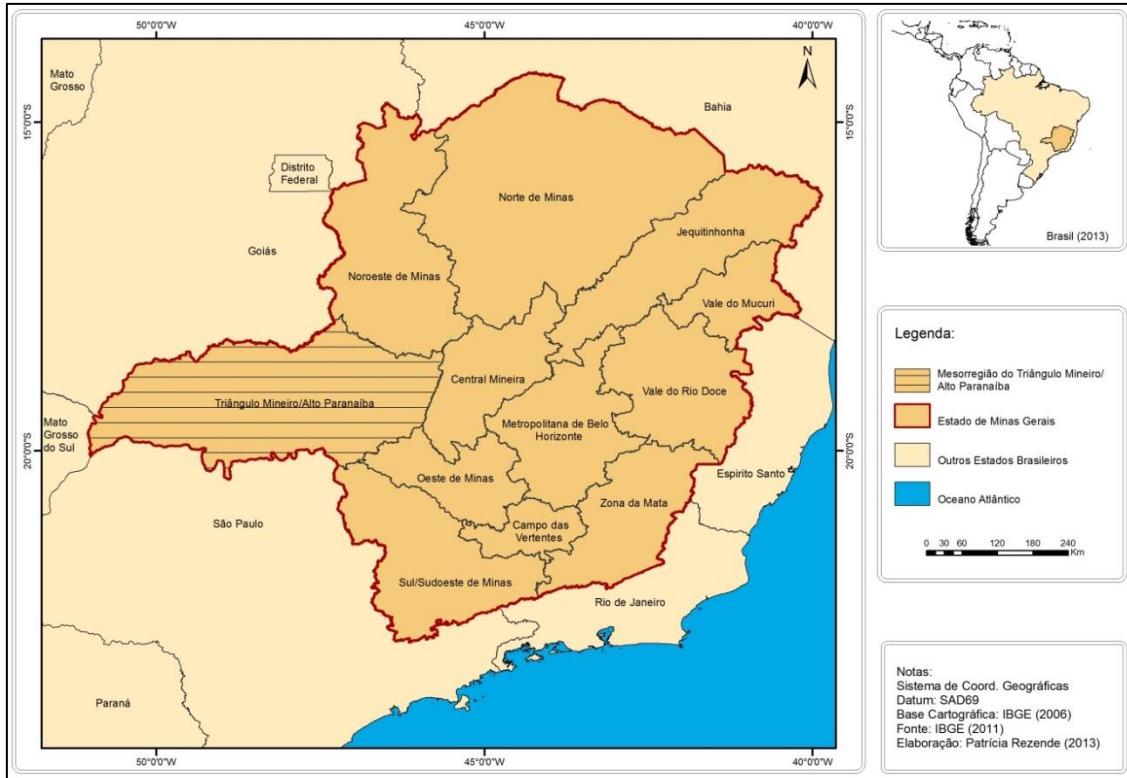 50°0'0"W
45°0'0"W
40°0'0"W
15°0'0"S
20°0'0"S
15°0'0"S
20°0'0"S
50°0'0"W
45°0'0"W
40°0'0"W
N
Mato
Grosso
Bahia
Distrito
Federal
Norte de Minas
Jequitinhonha
Goiás
Noroeste de Minas
Vale do Mucuri
Central Mineira
Vale do Rio Doce
Triângulo Mineiro/Alto Paranaíba
Metropolitana de Belo
Horizonte
Mato
Grosso
do Sul
Oeste de Minas
Espirito Santo
Zona da Mata
São Paulo
Campo das
Vertentes
Sul/Sudoeste de Minas
Rio de Janeiro
Paraná
Brasil (2013)
Legenda:
Mesorregião do Triângulo Mineiro/
Alto Paranaíba
Estado de Minas Gerais
Outros Estados Brasileiros
Oceano Atlântico
0 30 60 120 180 240
Km
Notas:
Sistema de Coord. Geográficas
Datum: SAD69
Base Cartográfica: IBGE (2006)
Fonte: IBGE (2011)
Elaboração: Patrícia Rezende (2013)